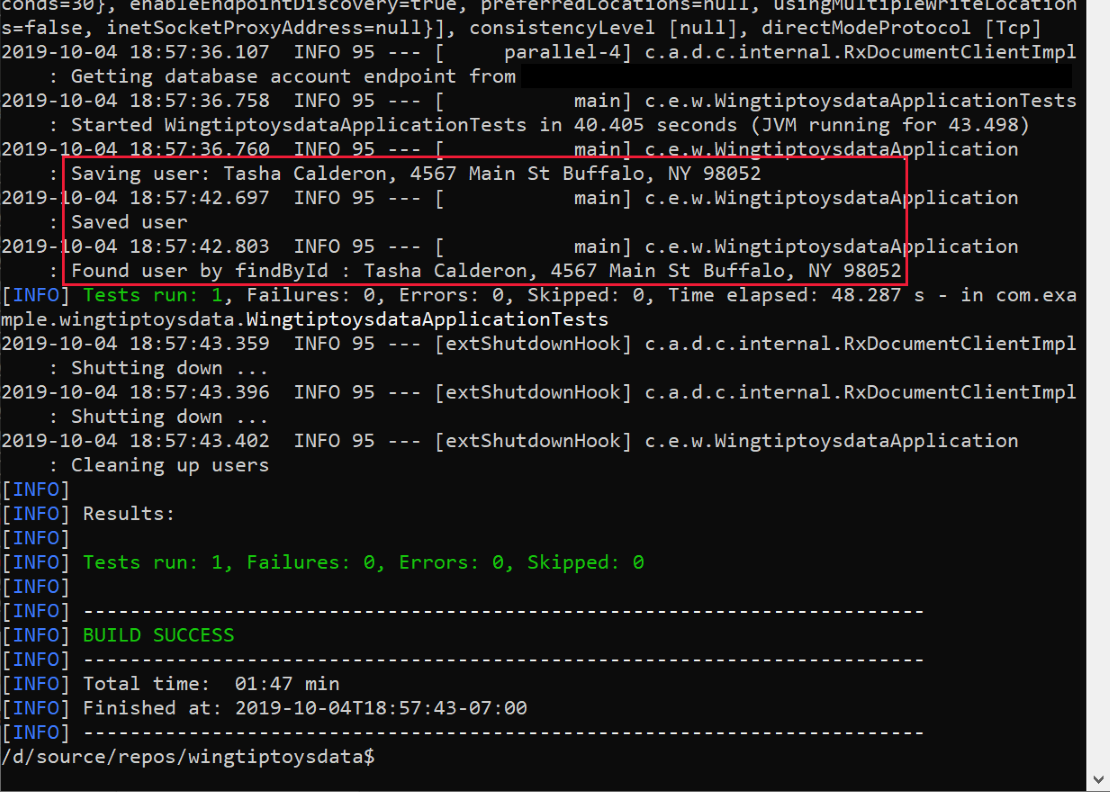 conds=30}, enableEndpointDiscovery=true, preferredLocations=null, usingMultipleWriteLocation
s=false, inetSocketProxyAddress=null}], consistencyLevel [null], directModeProtocol [Tcp]
2019-10-04 18:57:36.107  INFO 95 --- [     parallel-4] c.a.d.c.internal.RxDocumentClientImpl
    : Getting database account endpoint from
2019-10-04 18:57:36.758  INFO 95 --- [           main] c.e.w.WingtiptoysdataApplicationTests
    : Started WingtiptoysdataApplicationTests in 40.405 seconds (JVM running for 43.498)
2019-10-04 18:57:36.760  INFO 95 --- [           main] c.e.w.WingtiptoysdataApplication
    : Saving user: Tasha Calderon, 4567 Main St Buffalo, NY 98052
2019-10-04 18:57:42.697  INFO 95 --- [           main] c.e.w.WingtiptoysdataApplication
    : Saved user
2019-10-04 18:57:42.803  INFO 95 --- [           main] c.e.w.WingtiptoysdataApplication
    : Found user by findById : Tasha Calderon, 4567 Main St Buffalo, NY 98052
[INFO] Tests run: 1, Failures: 0, Errors: 0, Skipped: 0, Time elapsed: 48.287 s - in com.exa
mple.wingtiptoysdata.WingtiptoysdataApplicationTests
2019-10-04 18:57:43.359  INFO 95 --- [extShutdownHook] c.a.d.c.internal.RxDocumentClientImpl
    : Shutting down ...
2019-10-04 18:57:43.396  INFO 95 --- [extShutdownHook] c.a.d.c.internal.RxDocumentClientImpl
    : Shutting down ...
2019-10-04 18:57:43.402  INFO 95 --- [extShutdownHook] c.e.w.WingtiptoysdataApplication
    : Cleaning up users
[INFO]
[INFO] Results:
[INFO]
[INFO] Tests run: 1, Failures: 0, Errors: 0, Skipped: 0
[INFO]
[INFO] ------------------------------------------------------------------------
[INFO] BUILD SUCCESS
[INFO] ------------------------------------------------------------------------
[INFO] Total time:  01:47 min
[INFO] Finished at: 2019-10-04T18:57:43-07:00
[INFO] ------------------------------------------------------------------------
/d/source/repos/wingtiptoysdata$